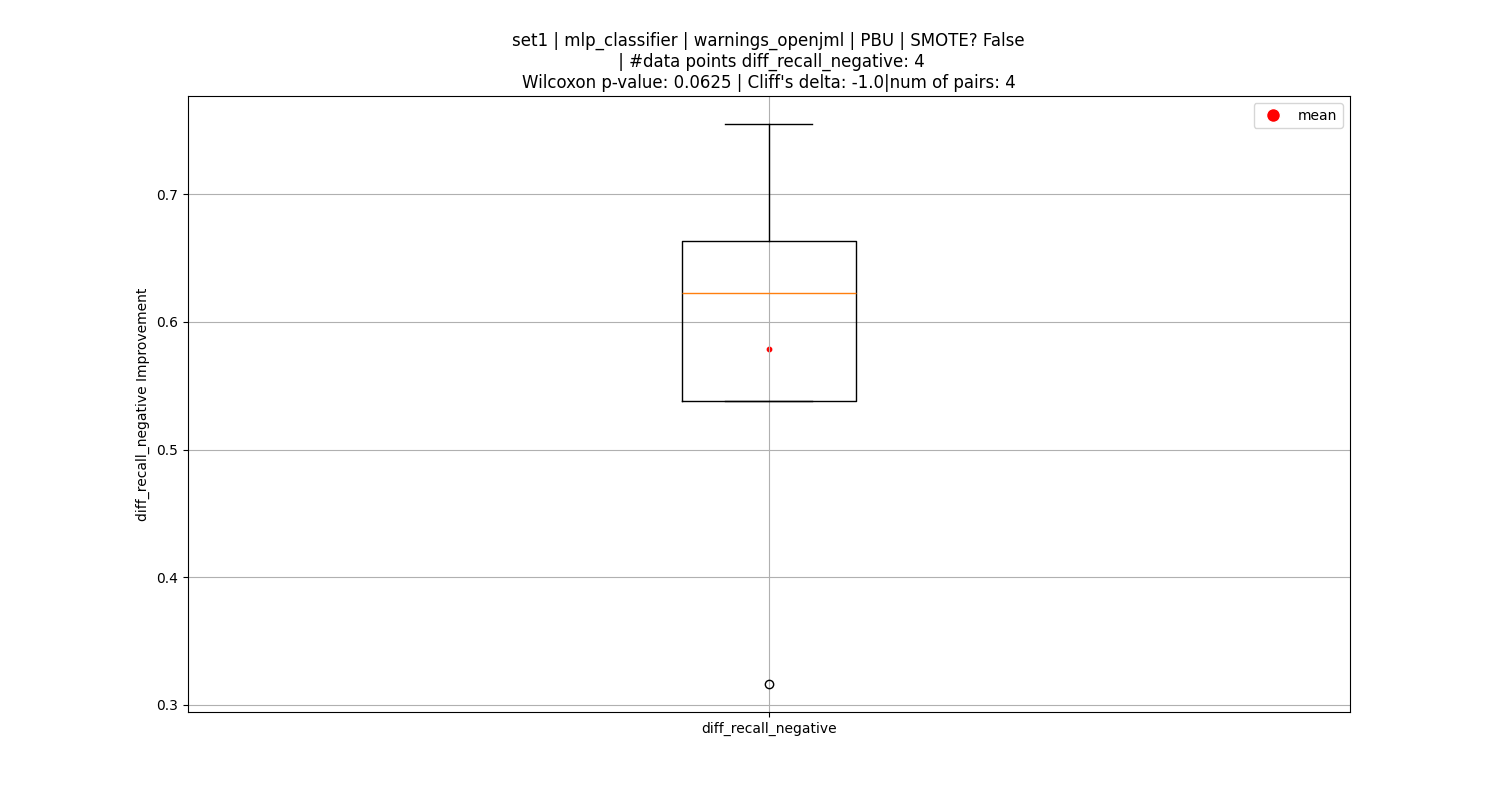 set1 | mlp_classifier | warnings_openjml | PBU | SMOTE? False
| #data points diff_recall_negative: 4
Wilcoxon p-value: 0.0625 | Cliff's delta: -1.0|num of pairs: 4
mean
0.7
0.6
0.5
0.4
0.3
diff_recall_negative Improvement
diff_recall_negative